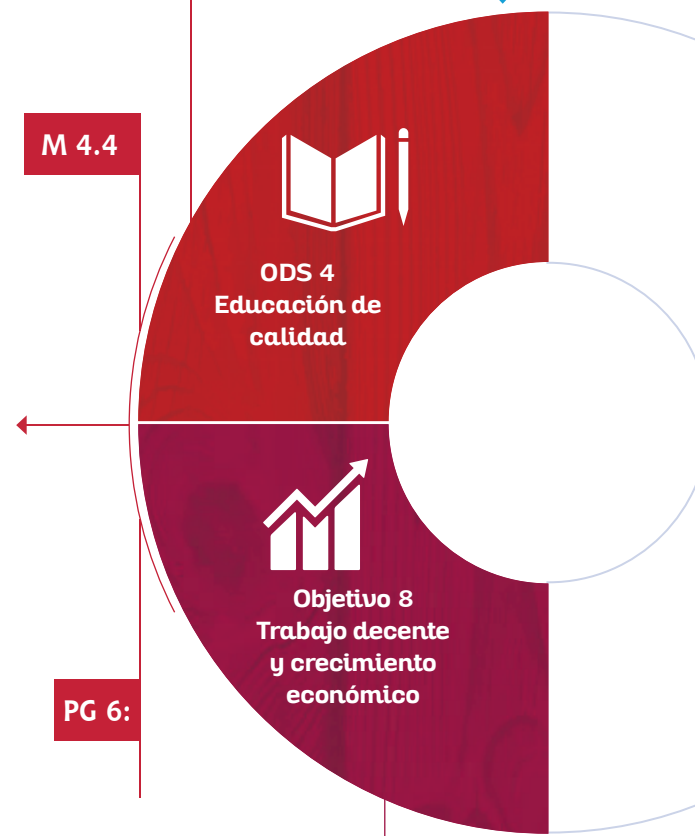 M 4.4
ODS 4
Educación de
calidad
Objetivo 8
Trabajo decente
y crecimiento
económico
PG 6: